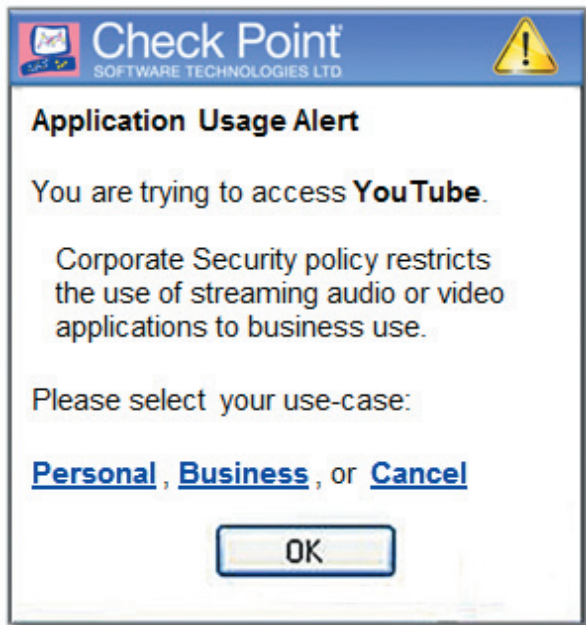 Check Point
SOFTWARE TECHNOLOGIES LTD
Application Usage Alert
You are trying to access YouTube.
Corporate Security policy restricts
the use of streaming audio or video
applications to business use.
Please select your use-case:
Personal , Business , or Cancel
OK